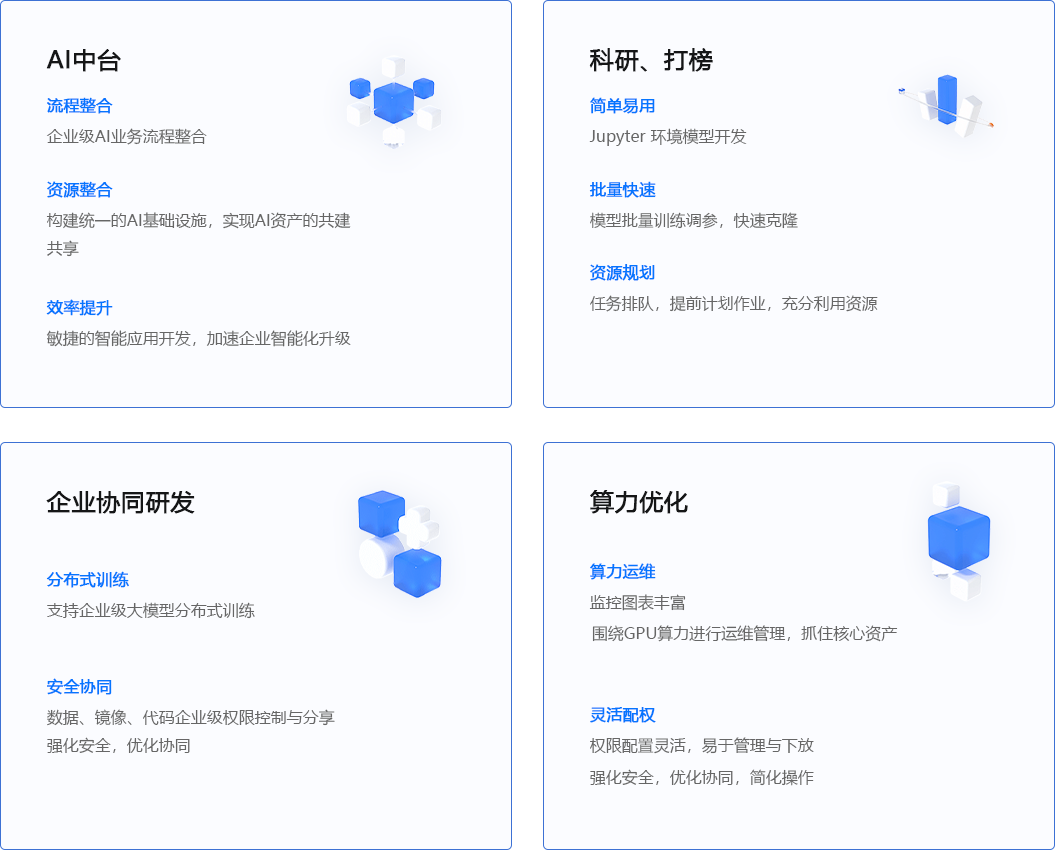 AI中台
流程整合
企业级AI业务流程整合
资源整合
构建统一的AI基础设施，实现AI资产的共建
共享
效率提升
敏捷的智能应用开发，加速企业智能化升级
科研、打榜
简单易用
Jupyter 环境模型开发
批量快速
模型批量训练调参，快速克隆
资源规划
任务排队，提前计划作业，充分利用资源
企业协同研发
分布式训练
支持企业级大模型分布式训练
安全协同
数据、镜像、代码企业级权限控制与分享
强化安全，优化协同
算力优化
算力运维
监控图表丰富
围绕GPU算力进行运维管理，抓住核心资产
灵活配权
权限配置灵活，易于管理与下放
强化安全，优化协同，简化操作